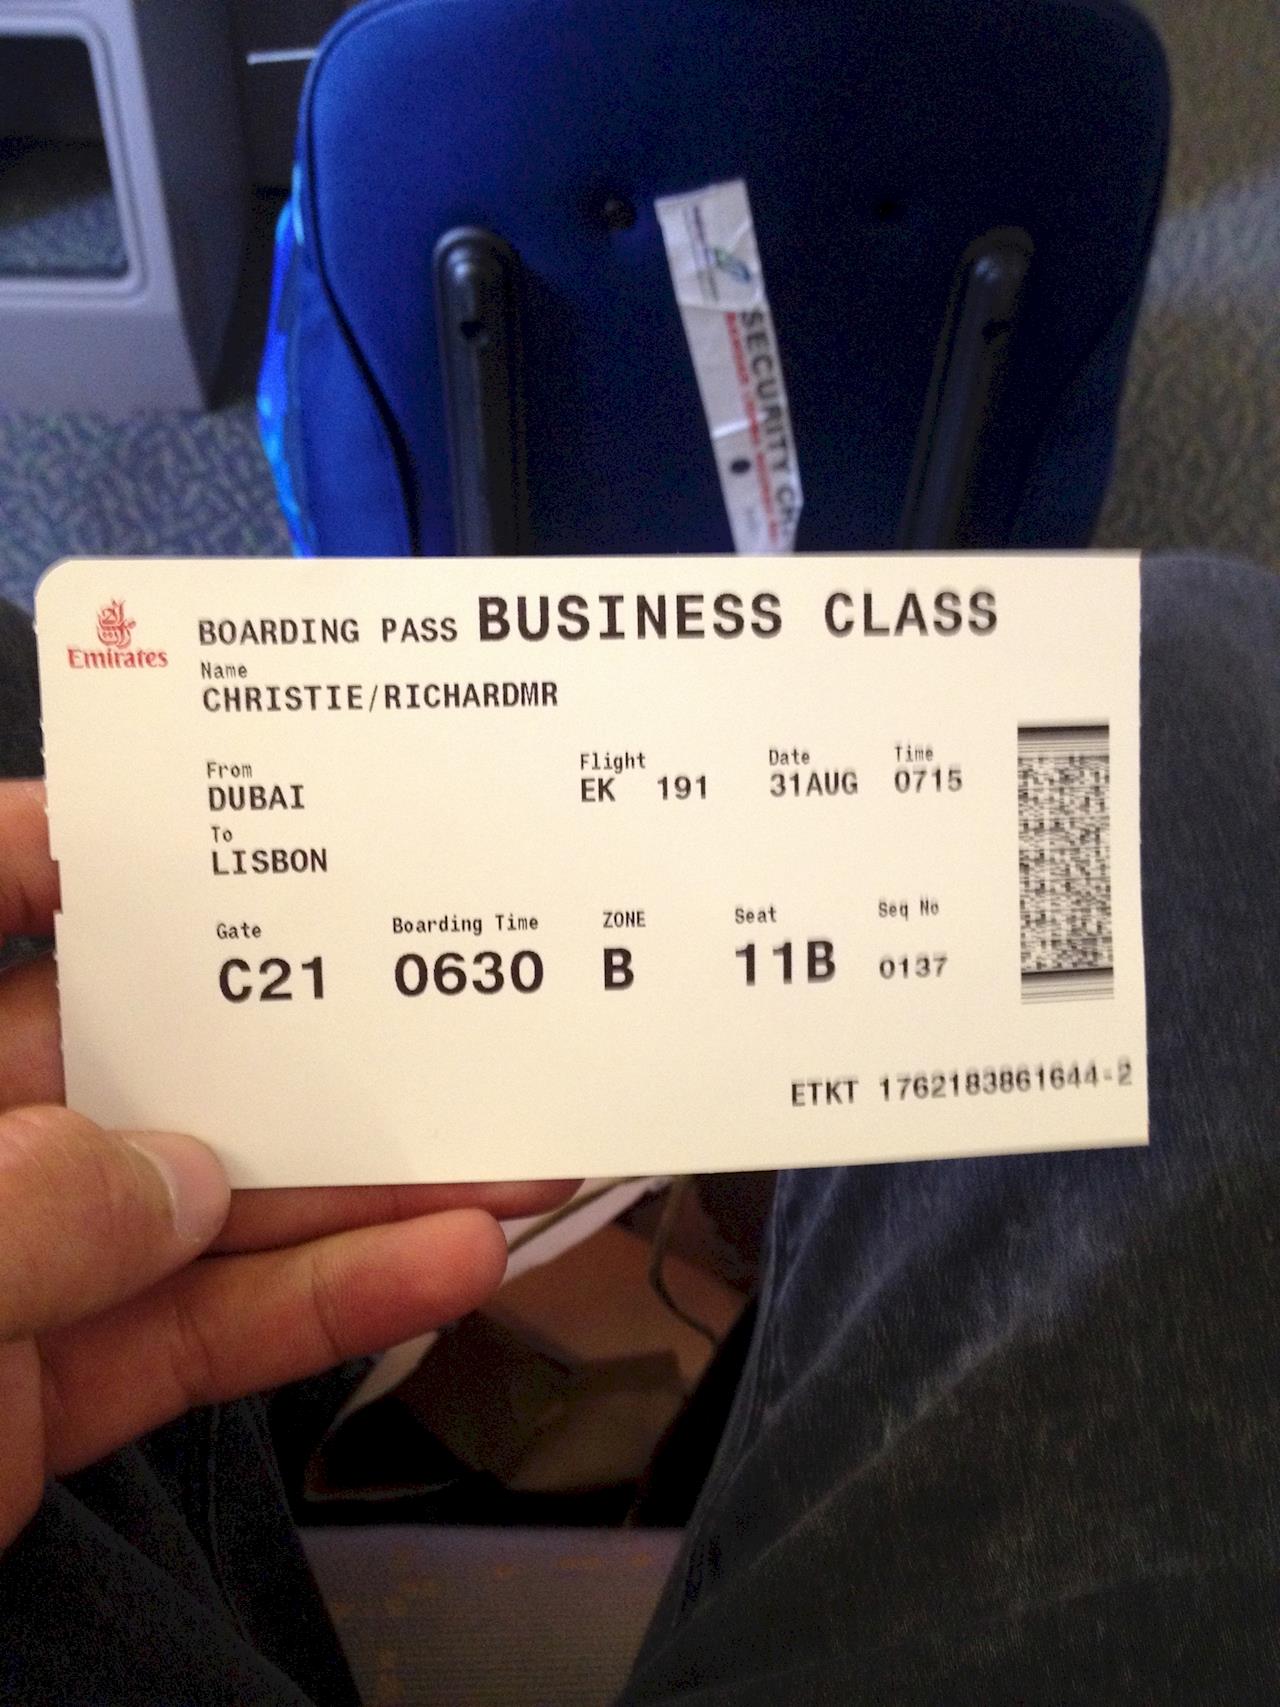 SECURITY CH
Emirates
BOARDING PASS BUSINESS CLASS
Name
CHRISTIE/RICHARDMR
From
DUBAI
Flight
EK 191
Date
31AUG
Time
0715
To
LISBON
Gate
C21
Boarding Time
0630
ZONE
B
Seat
11B
Seq No
0137
ETKT 1762183861644-2